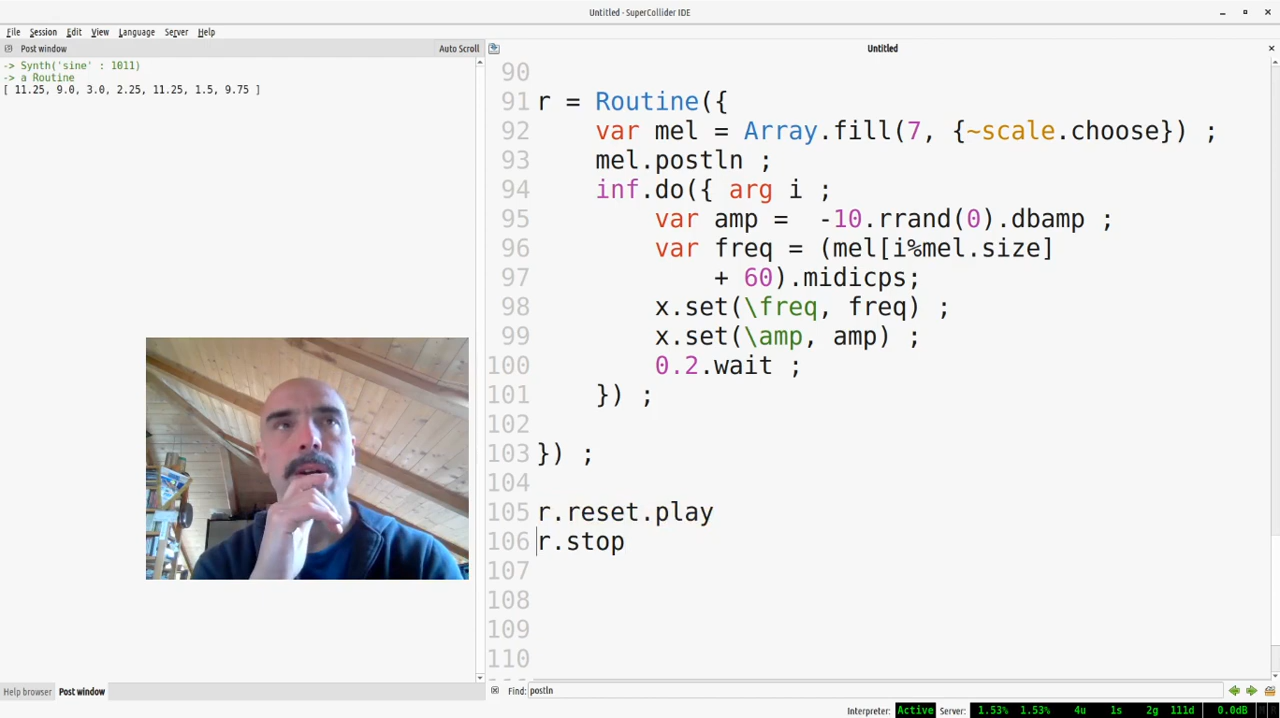 Untitled - SuperCollider IDE
File Session Edit View Language Server Help
Post window
Auto Scroll
Untitled
-> Synth('sine' : 1011)
-> a Routine
[ 11.25, 9.0, 3.0, 2.25, 11.25, 1.5, 9.75 ]
90
91 r = Routine({
92 var mel = Array.fill(7, {~scale.choose}) ;
93 mel.postln ;
94 inf.do({ arg i ;
95 var amp = -10.rrand(0).dbamp ;
96 var freq = (mel[i%mel.size]
97 + 60).midicps;
98 x.set(\freq, freq) ;
99 x.set(\amp, amp) ;
100 0.2.wait ;
101 }) ;
102
103 }) ;
104
105 r.reset.play
106 r.stop
107
108
109
110
Help browser Post window
Find: postln
Interpreter: Active Server: 1.53% 1.53% 4u 1s 2g 111d 0.0dB